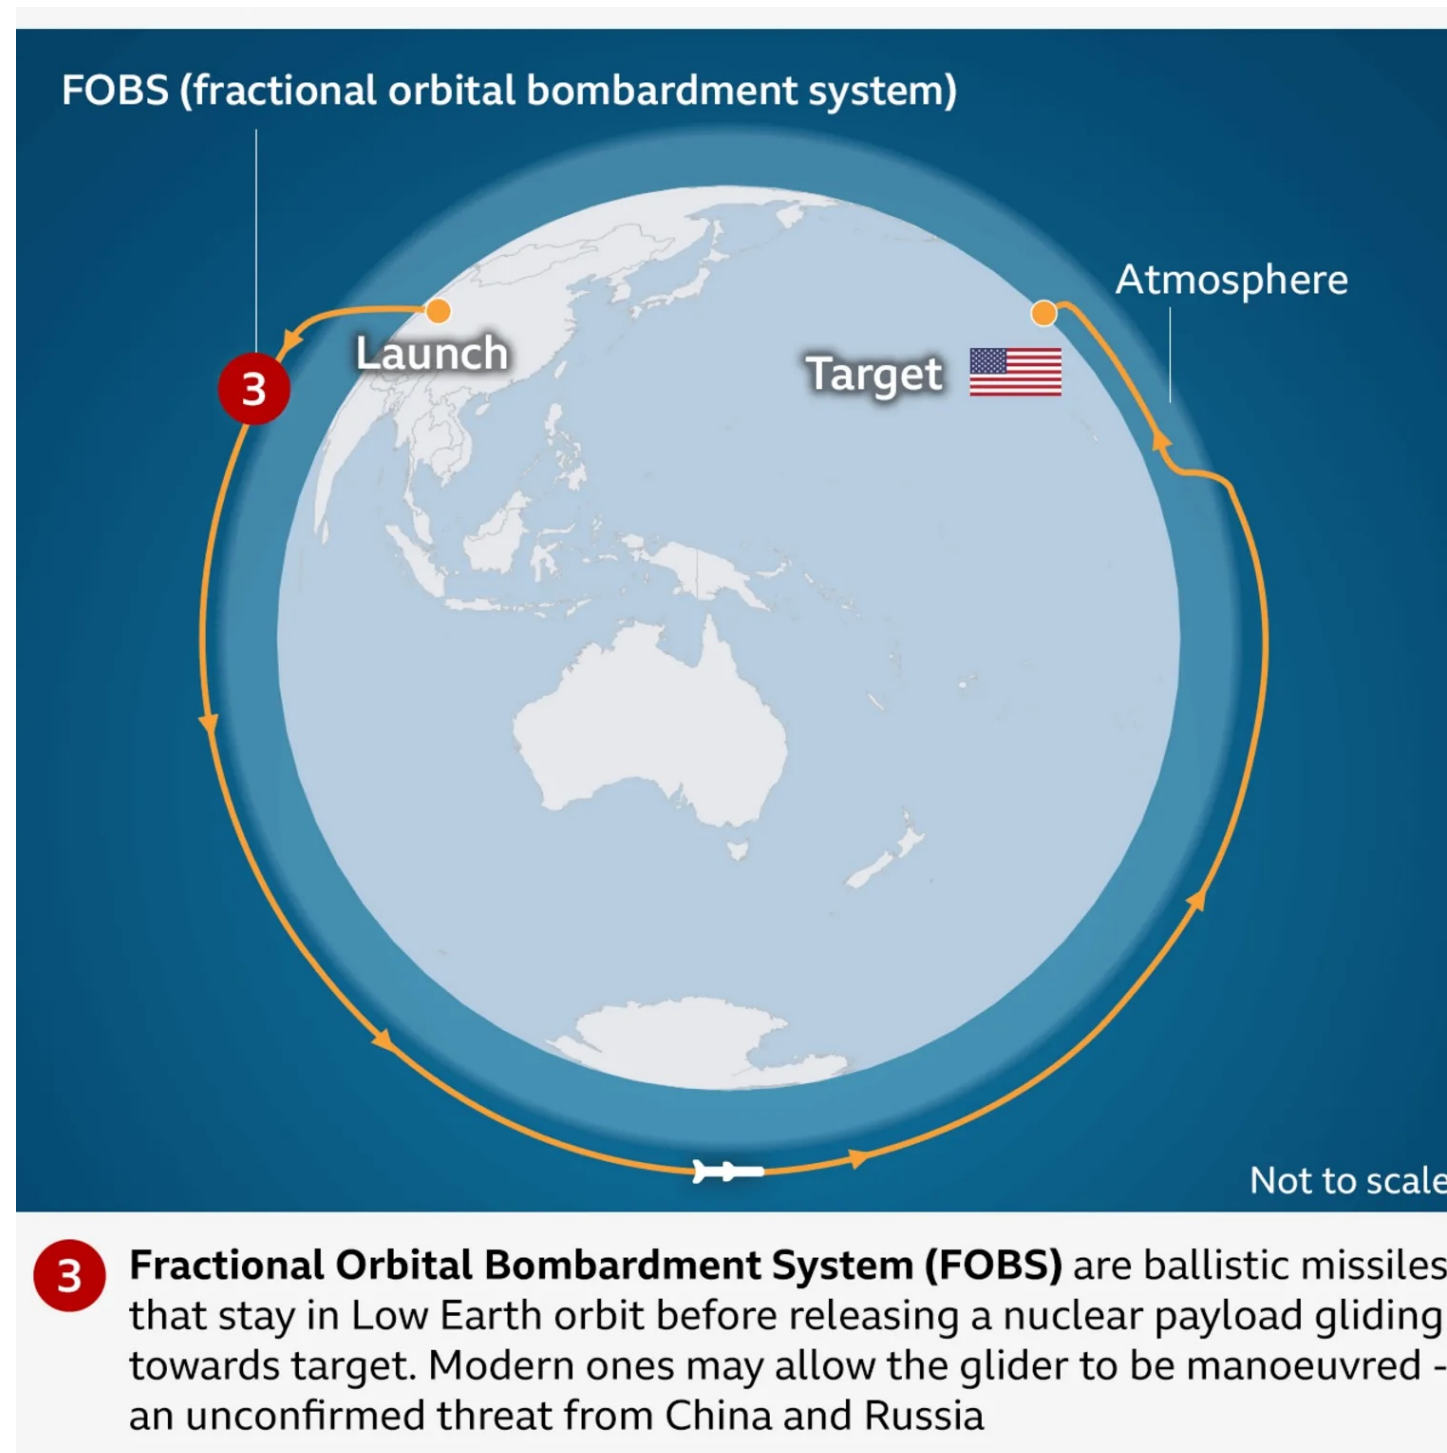 FOBS (fractional orbital bombardment system)
Atmosphere
Launch
3
Target
Not to scale
3 Fractional Orbital Bombardment System (FOBS) are ballistic missiles
that stay in Low Earth orbit before releasing a nuclear payload gliding
towards target. Modern ones may allow the glider to be manoeuvred -
an unconfirmed threat from China and Russia